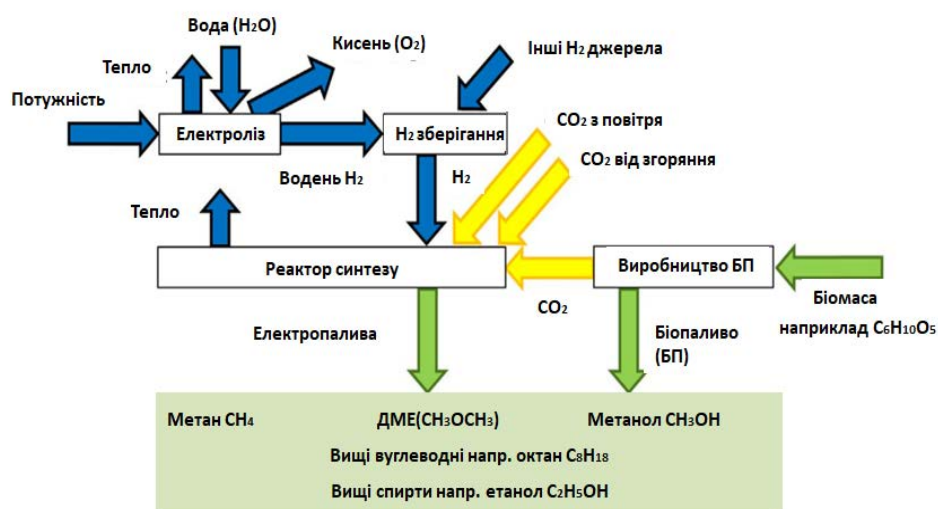 Вода (H₂O)
Кисень (O₂)
Інші H₂ джерела
Тепло
Потужність
Електроліз
H₂ зберігання
CO₂ з повітря
CO₂ від згоряння
Водень H₂
H₂
Тепло
Реактор синтезу
Виробництво БП
CO₂
Біомаса
наприклад C₆H₁₀O₅
Електропалива
Біопаливо
(БП)
Метан CH₄
ДМЕ(CH₃OCH₃)
Метанол CH₃OH
Вищі вуглеводні напр. октан C₈H₁₈
Вищі спирти напр. етанол C₂H₅OH